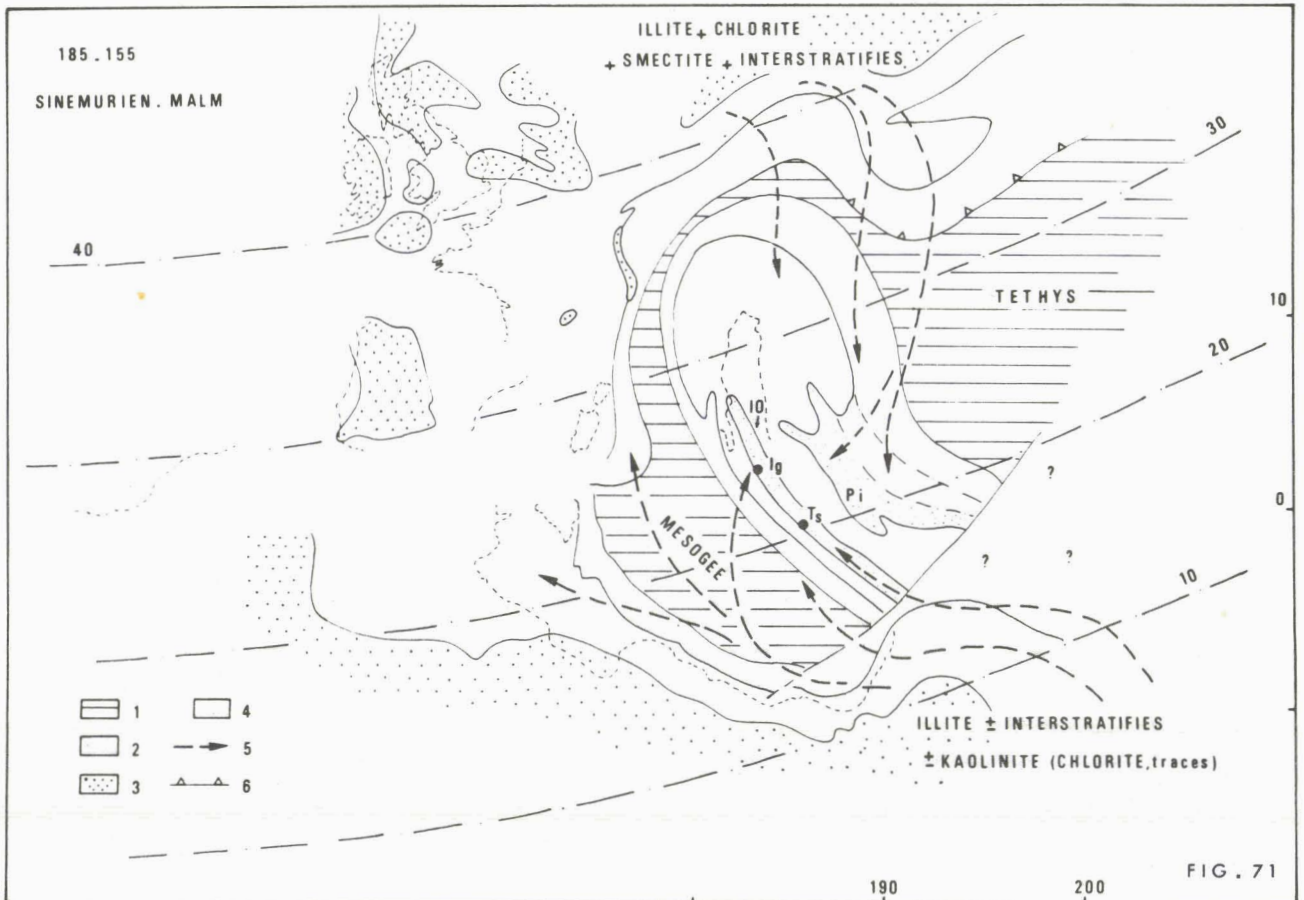 185.155
SINEMURIEN. MALM
ILLITE + CHLORITE
+ SMECTITE + INTERSTRATIFIES
30
40
TETHYS
10
20
IO
Ig
Pi
Ts
?
0
MESOGEE
?
?
10
1
4
2
5
3
6
ILLITE ± INTERSTRATIFIES
± KAOLINITE (CHLORITE, traces)
FIG. 71
190
200